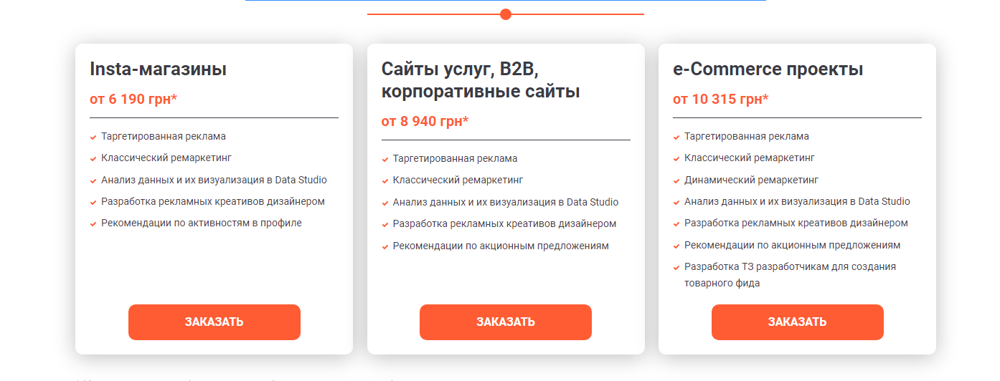 Insta-магазины
от 6 190 грн*
Таргетированная реклама
Классический ремаркетинг
Анализ данных и их визуализация в Data Studio
Разработка рекламных креативов дизайнером
Рекомендации по активностям в профиле
ЗАКАЗАТЬ
Сайты услуг, B2B,
корпоративные сайты
от 8 940 грн*
Таргетированная реклама
Классический ремаркетинг
Анализ данных и их визуализация в Data Studio
Разработка рекламных креативов дизайнером
Рекомендации по акционным предложениям
ЗАКАЗАТЬ
e-Commerce проекты
от 10 315 грн*
Таргетированная реклама
Классический ремаркетинг
Динамический ремаркетинг
Анализ данных и их визуализация в Data Studio
Разработка рекламных креативов дизайнером
Рекомендации по акционным предложениям
Разработка ТЗ разработчикам для создания
товарного фида
ЗАКАЗАТЬ